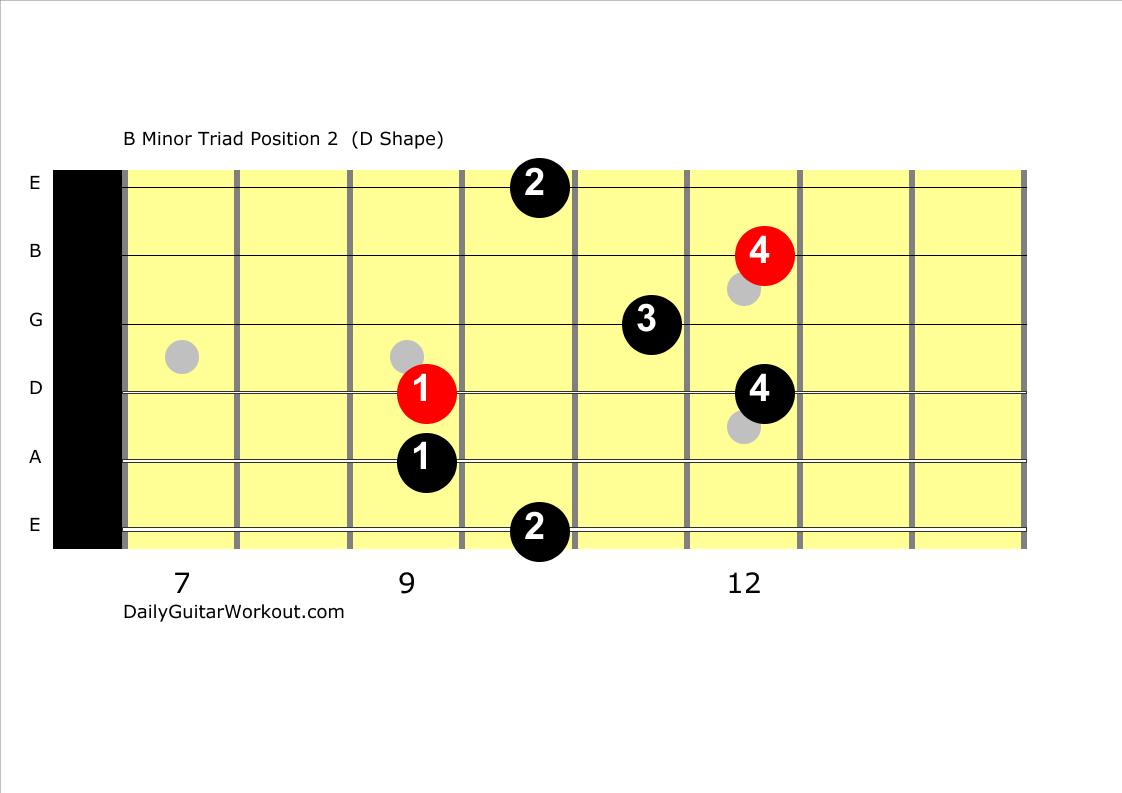 B Minor Triad Position 2 (D Shape)
E 2
B 4
G 3
D 1 4
A 1
E 2
7 9 12
DailyGuitarWorkout.com